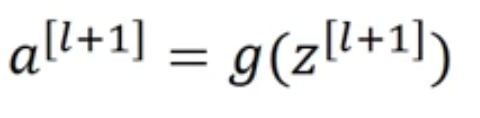 a^{[l+1]} = g(z^{[l+1]})